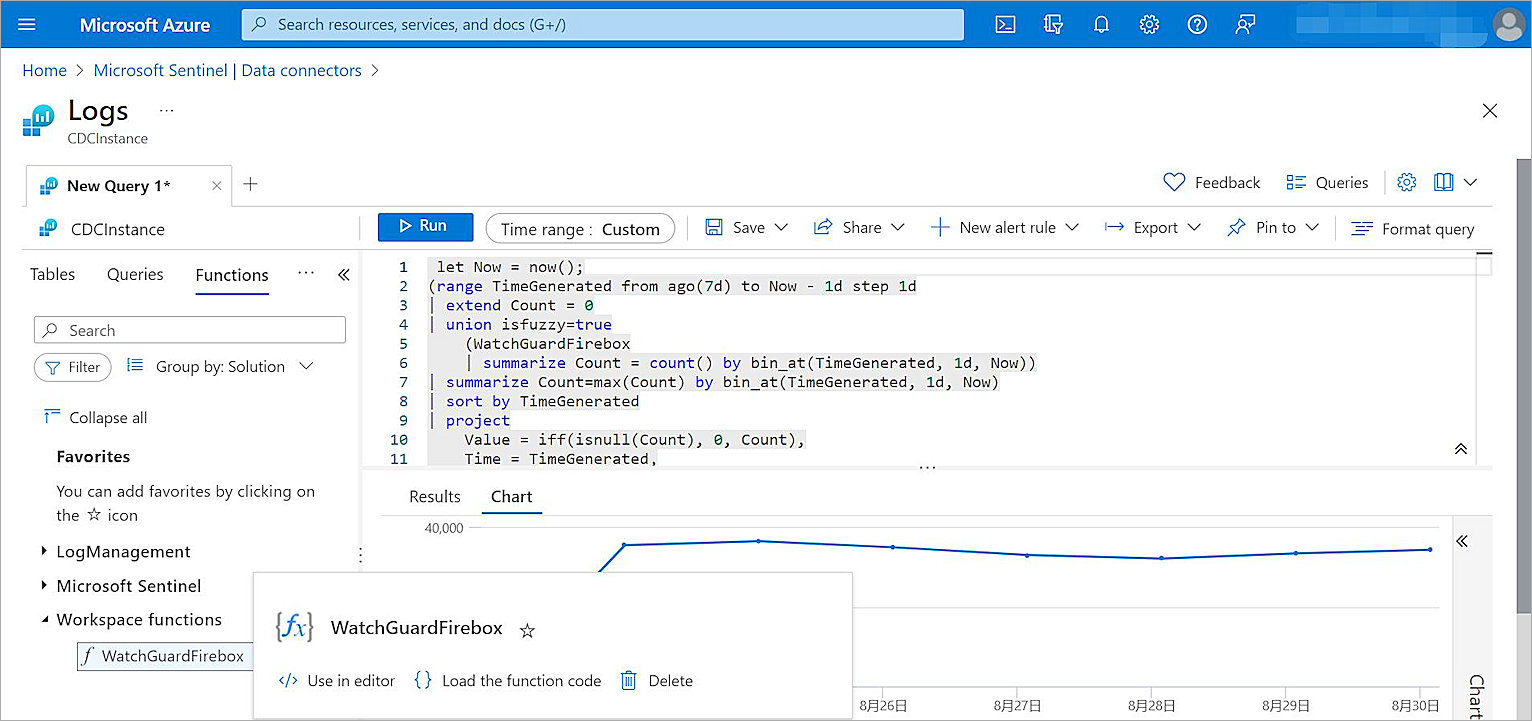 Microsoft Azure
Search resources, services, and docs (G+/)
Home > Microsoft Sentinel | Data connectors >
Logs ...
CDCInstance
New Query 1*
Feedback
Queries
CDCInstance
Run
Time range : Custom
Save
Share
New alert rule
Export
Pin to
Format query
Tables
Queries
Functions
...
Search
Filter
Group by: Solution
Collapse all
Favorites
You can add favorites by clicking on
the ☆ icon
LogManagement
Microsoft Sentinel
Workspace functions
f WatchGuardFirebox
1 let Now = now();
2 (range TimeGenerated from ago(7d) to Now - 1d step 1d
3 | extend Count = 0
4 | union isfuzzy=true
5 (WatchGuardFirebox
6 | summarize Count = count() by bin_at(TimeGenerated, 1d, Now))
7 | summarize Count=max(Count) by bin_at(TimeGenerated, 1d, Now)
8 | sort by TimeGenerated
9 | project
10 Value = iff(isnull(Count), 0, Count),
11 Time = TimeGenerated,
Results
Chart
40,000
{fx} WatchGuardFirebox ☆
</> Use in editor
{} Load the function code
Delete
8月26日
8月27日
8月28日
8月29日
8月30日
Chart